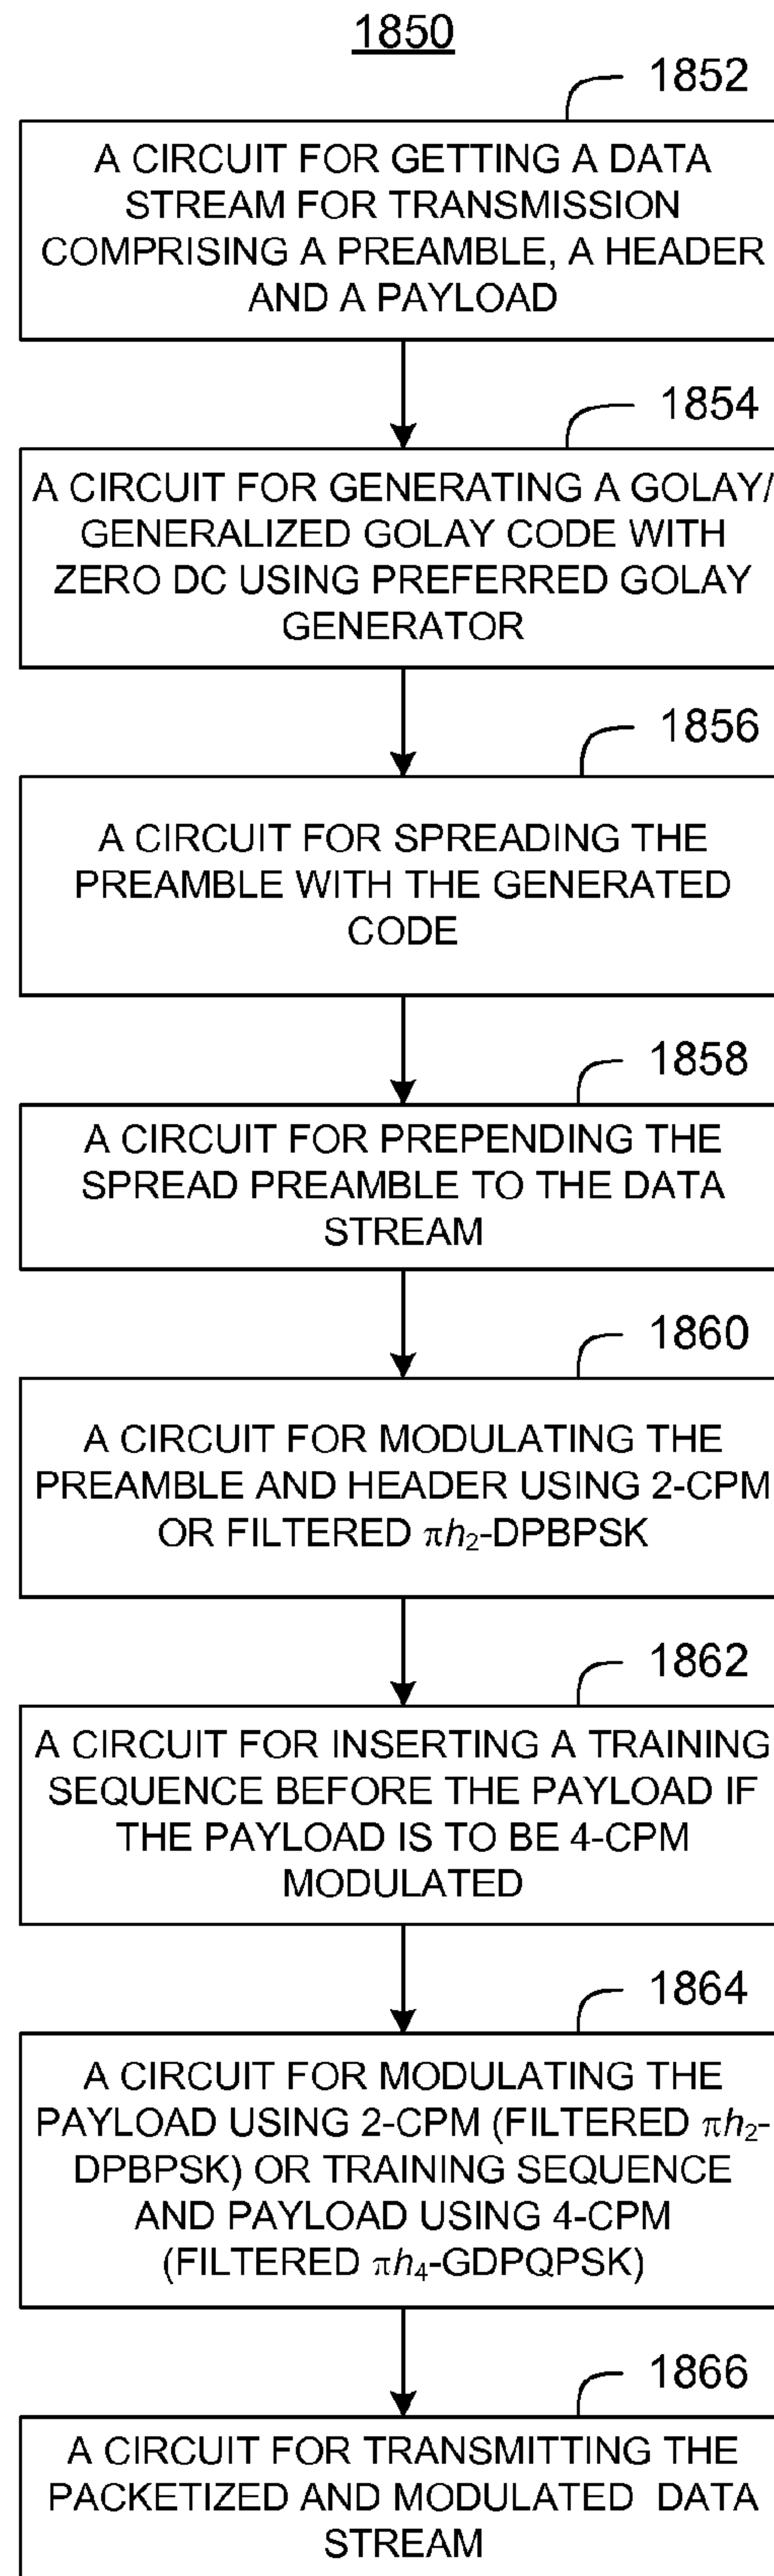 1850
1852
A CIRCUIT FOR GETTING A DATA
STREAM FOR TRANSMISSION
COMPRISING A PREAMBLE, A HEADER
AND A PAYLOAD
1854
A CIRCUIT FOR GENERATING A GOLAY/
GENERALIZED GOLAY CODE WITH
ZERO DC USING PREFERRED GOLAY
GENERATOR
1856
A CIRCUIT FOR SPREADING THE
PREAMBLE WITH THE GENERATED
CODE
1858
A CIRCUIT FOR PREPENDING THE
SPREAD PREAMBLE TO THE DATA
STREAM
1860
A CIRCUIT FOR MODULATING THE
PREAMBLE AND HEADER USING 2-CPM
OR FILTERED πh₂-DPBPSK
1862
A CIRCUIT FOR INSERTING A TRAINING
SEQUENCE BEFORE THE PAYLOAD IF
THE PAYLOAD IS TO BE 4-CPM
MODULATED
1864
A CIRCUIT FOR MODULATING THE
PAYLOAD USING 2-CPM (FILTERED πh₂-
DPBPSK) OR TRAINING SEQUENCE
AND PAYLOAD USING 4-CPM
(FILTERED πh₄-GDPQPSK)
1866
A CIRCUIT FOR TRANSMITTING THE
PACKETIZED AND MODULATED DATA
STREAM